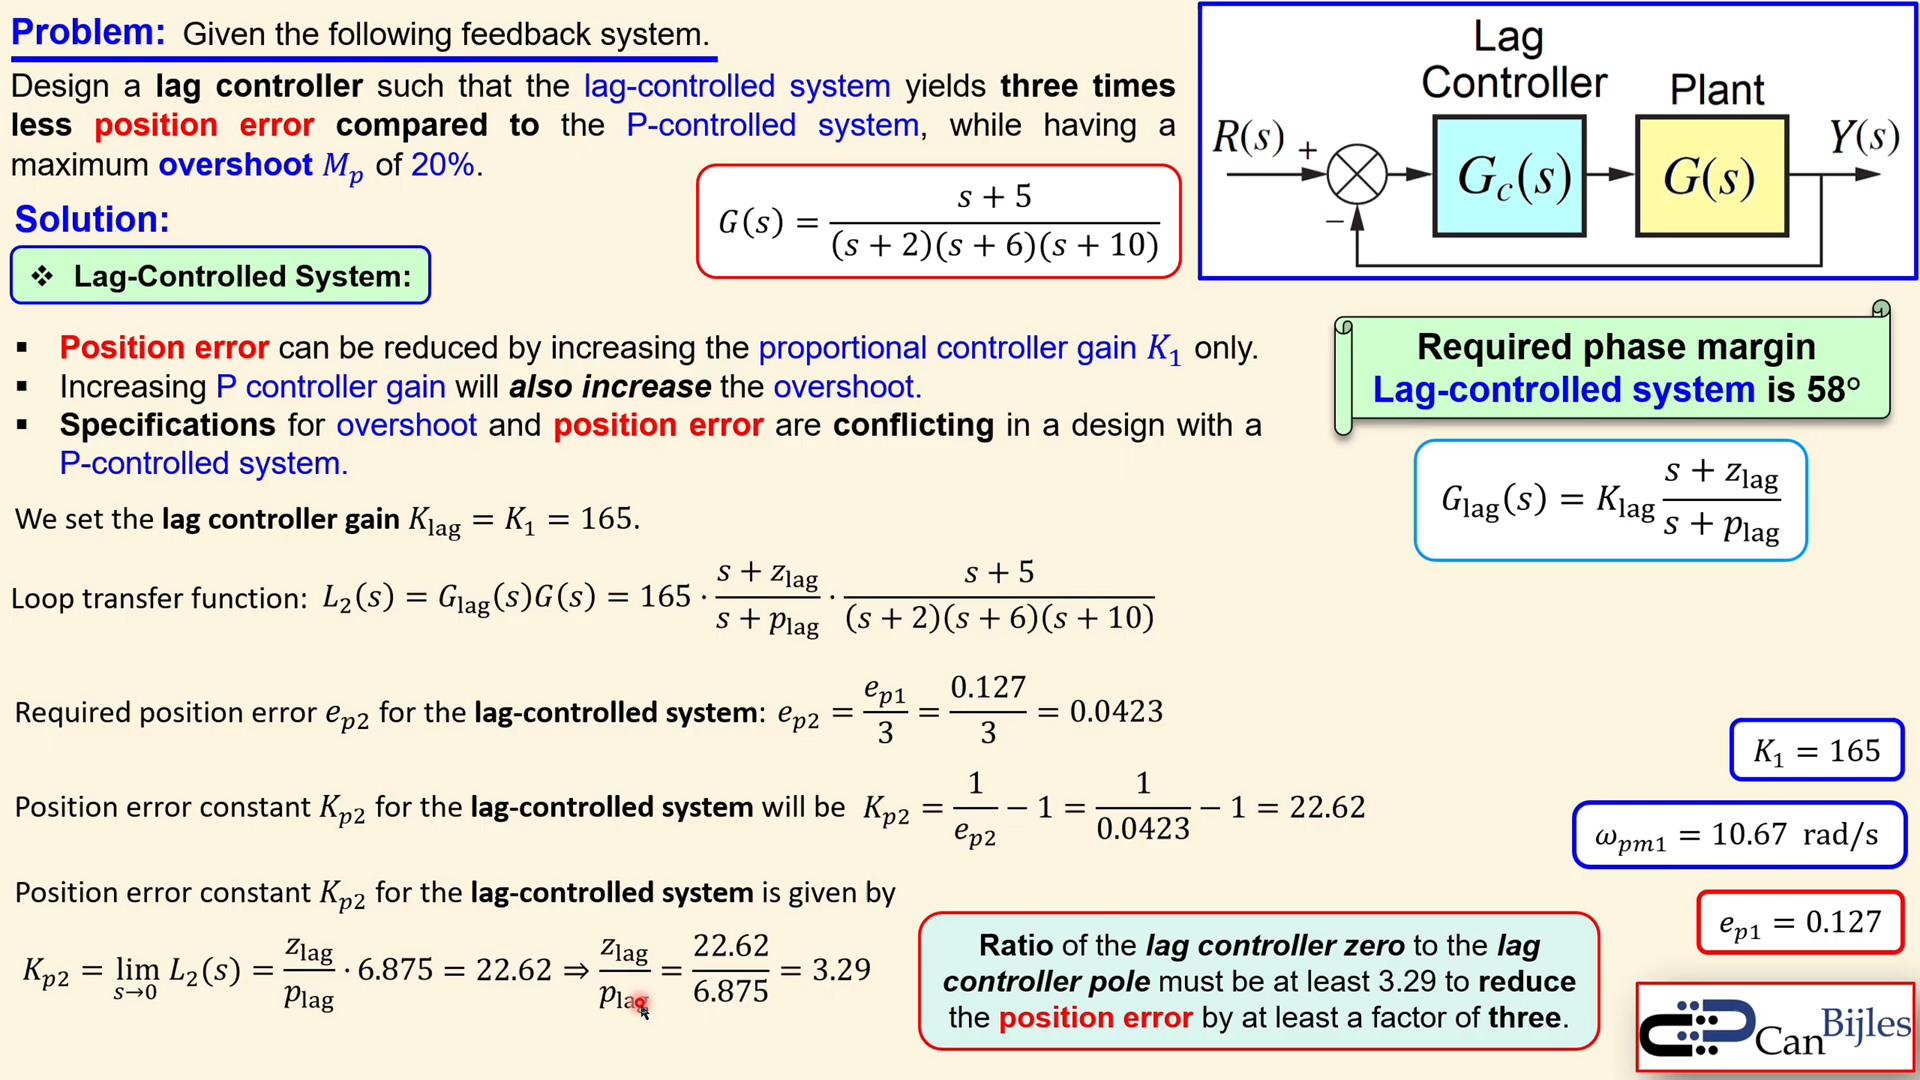 Problem: Given the following feedback system.
Design a lag controller such that the lag-controlled system yields three times
less position error compared to the P-controlled system, while having a
maximum overshoot M_p of 20%.
G(s) = (s + 5) / ((s + 2)(s + 6)(s + 10))
Lag
Controller
Plant
R(s)
+
−
G_c(s)
G(s)
Y(s)
Solution:
❖ Lag-Controlled System:
▪ Position error can be reduced by increasing the proportional controller gain K_1 only.
▪ Increasing P controller gain will also increase the overshoot.
▪ Specifications for overshoot and position error are conflicting in a design with a
P-controlled system.
Required phase margin
Lag-controlled system is 58°
G_lag(s) = K_lag (s + z_lag) / (s + p_lag)
We set the lag controller gain K_lag = K_1 = 165.
Loop transfer function: L_2(s) = G_lag(s)G(s) = 165 · (s + z_lag) / (s + p_lag) · (s + 5) / ((s + 2)(s + 6)(s + 10))
Required position error e_p2 for the lag-controlled system: e_p2 = e_p1 / 3 = 0.127 / 3 = 0.0423
Position error constant K_p2 for the lag-controlled system will be K_p2 = 1 / e_p2 − 1 = 1 / 0.0423 − 1 = 22.62
Position error constant K_p2 for the lag-controlled system is given by
K_p2 = lim s→0 L_2(s) = z_lag / p_lag · 6.875 = 22.62 ⇒ z_lag / p_lag = 22.62 / 6.875 = 3.29
Ratio of the lag controller zero to the lag
controller pole must be at least 3.29 to reduce
the position error by at least a factor of three.
K_1 = 165
ω_pm1 = 10.67 rad/s
e_p1 = 0.127
CanBijles